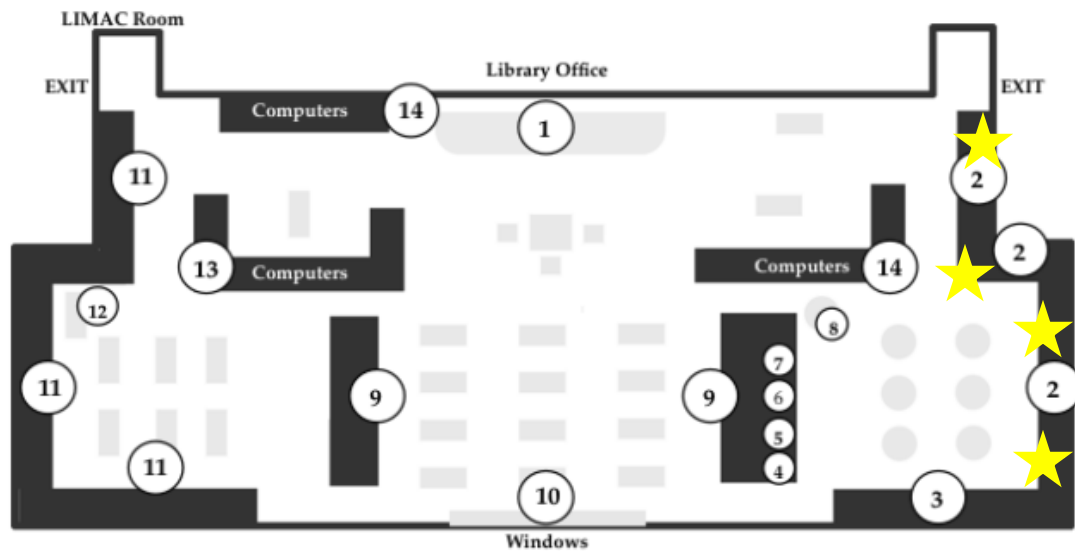 LIMAC Room
Library Office
EXIT
EXIT
Computers
14
1
11
2
2
13
Computers
Computers
14
12
8
7
11
9
9
6
2
5
4
11
10
3
Windows